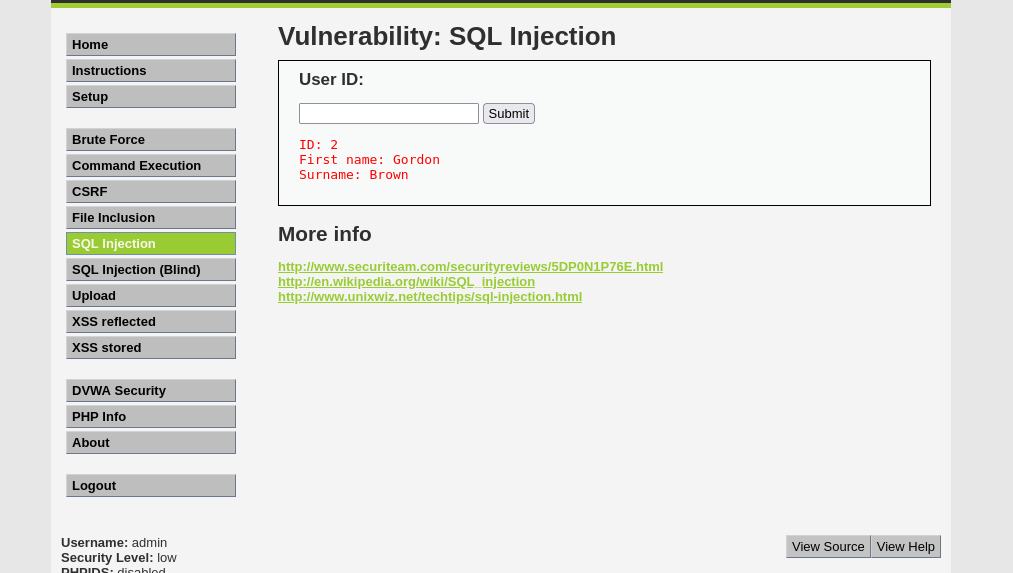 Home
Instructions
Setup
Brute Force
Command Execution
CSRF
File Inclusion
SQL Injection
SQL Injection (Blind)
Upload
XSS reflected
XSS stored
DVWA Security
PHP Info
About
Logout
Vulnerability: SQL Injection
User ID:
Submit
ID: 2
First name: Gordon
Surname: Brown
More info
http://www.securiteam.com/securityreviews/5DP0N1P76E.html
http://en.wikipedia.org/wiki/SQL_injection
http://www.unixwiz.net/techtips/sql-injection.html
Username: admin
Security Level: low
PHPIDS: disabled
View Source
View Help